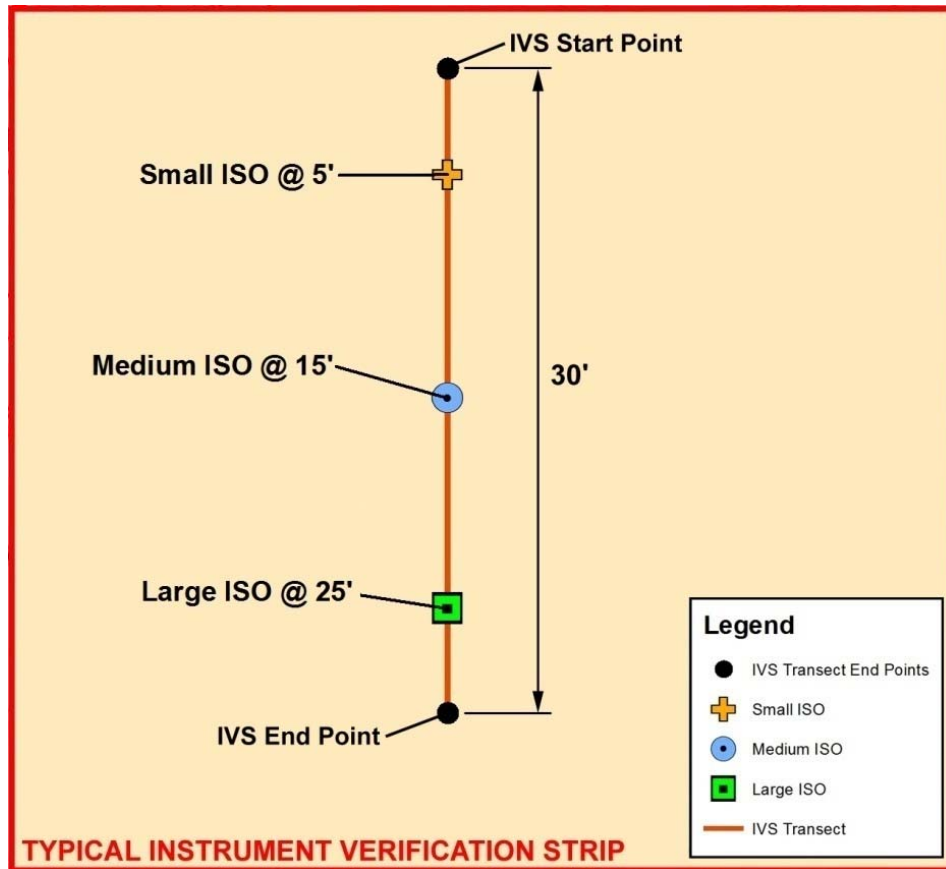 IVS Start Point
Small ISO @ 5'
Medium ISO @ 15'
30'
Large ISO @ 25'
IVS End Point
Legend
IVS Transect End Points
Small ISO
Medium ISO
Large ISO
IVS Transect
TYPICAL INSTRUMENT VERIFICATION STRIP